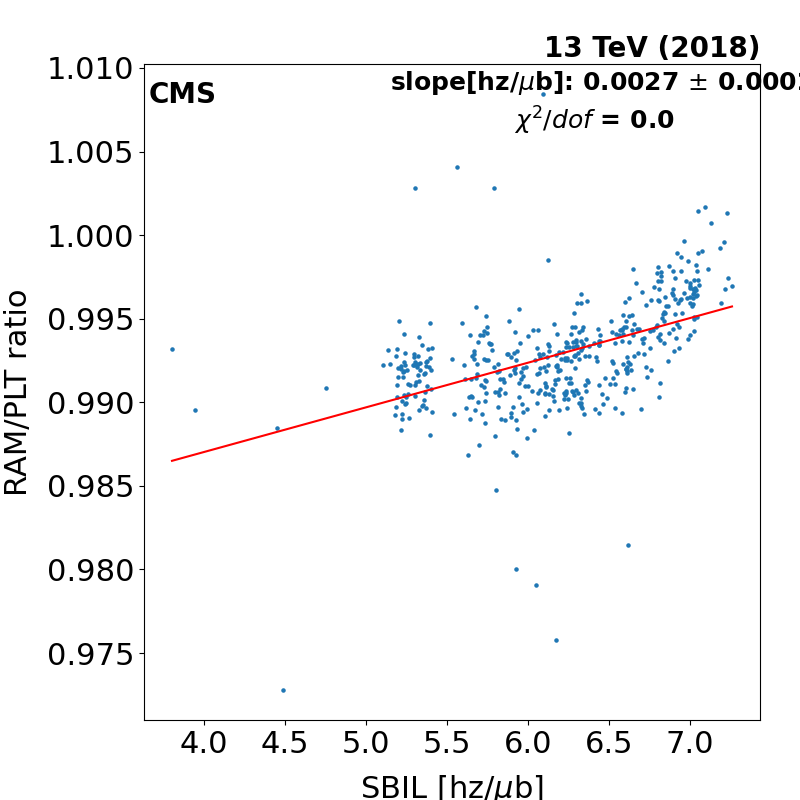 13 TeV (2018)
CMS
slope[hz/μb]: 0.0027 ± 0.000
χ²/dof = 0.0
RAM/PLT ratio
1.010
1.005
1.000
0.995
0.990
0.985
0.980
0.975
4.0 4.5 5.0 5.5 6.0 6.5 7.0
SBIL [hz/μb]